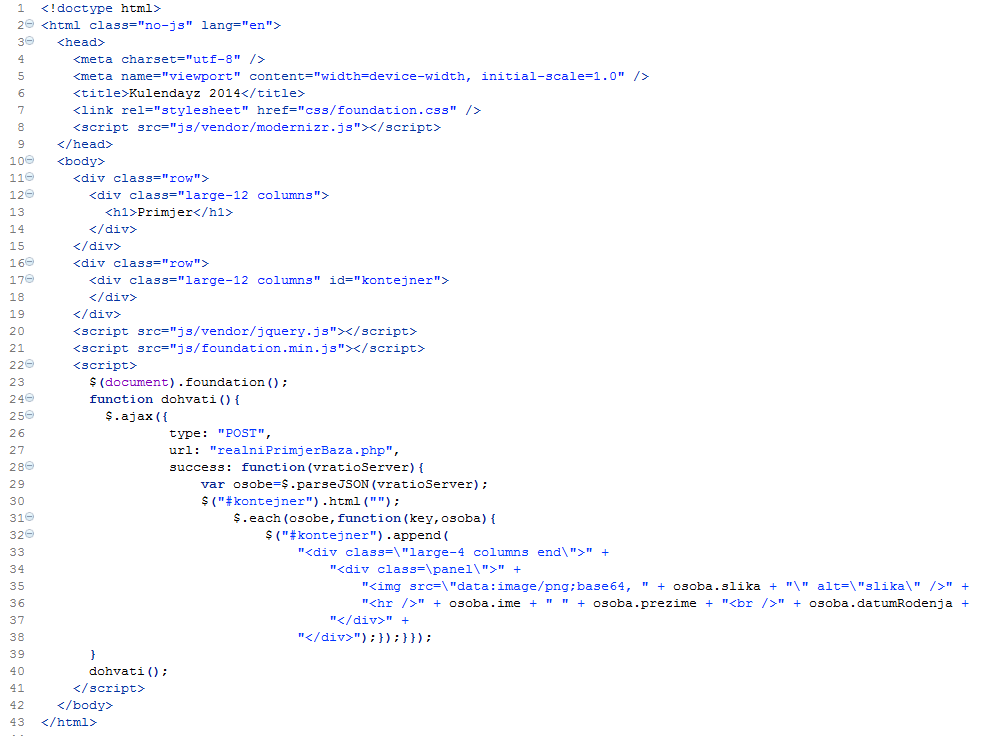 1 <!doctype html>
2 <html class="no-js" lang="en">
3 <head>
4 <meta charset="utf-8" />
5 <meta name="viewport" content="width=device-width, initial-scale=1.0" />
6 <title>Kulendayz 2014</title>
7 <link rel="stylesheet" href="css/foundation.css" />
8 <script src="js/vendor/modernizr.js"></script>
9 </head>
10 <body>
11 <div class="row">
12 <div class="large-12 columns">
13 <h1>Primjer</h1>
14 </div>
15 </div>
16 <div class="row">
17 <div class="large-12 columns" id="kontejner">
18 </div>
19 </div>
20 <script src="js/vendor/jquery.js"></script>
21 <script src="js/foundation.min.js"></script>
22 <script>
23 $(document).foundation();
24 function dohvati(){
25 $.ajax({
26 type: "POST",
27 url: "realniPrimjerBaza.php",
28 success: function(vratioServer){
29 var osobe=$.parseJSON(vratioServer);
30 $("#kontejner").html("");
31 $.each(osobe,function(key,osoba){
32 $("#kontejner").append(
33 "<div class=\"large-4 columns end\">" +
34 "<div class=\panel\">" +
35 "<img src=\"data:image/png;base64, " + osoba.slika + "\" alt=\"slika\" />" +
36 "<hr />" + osoba.ime + " " + osoba.prezime + "<br />" + osoba.datumRodenja +
37 "</div>" +
38 "</div>");});}});
39 }
40 dohvati();
41 </script>
42 </body>
43 </html>